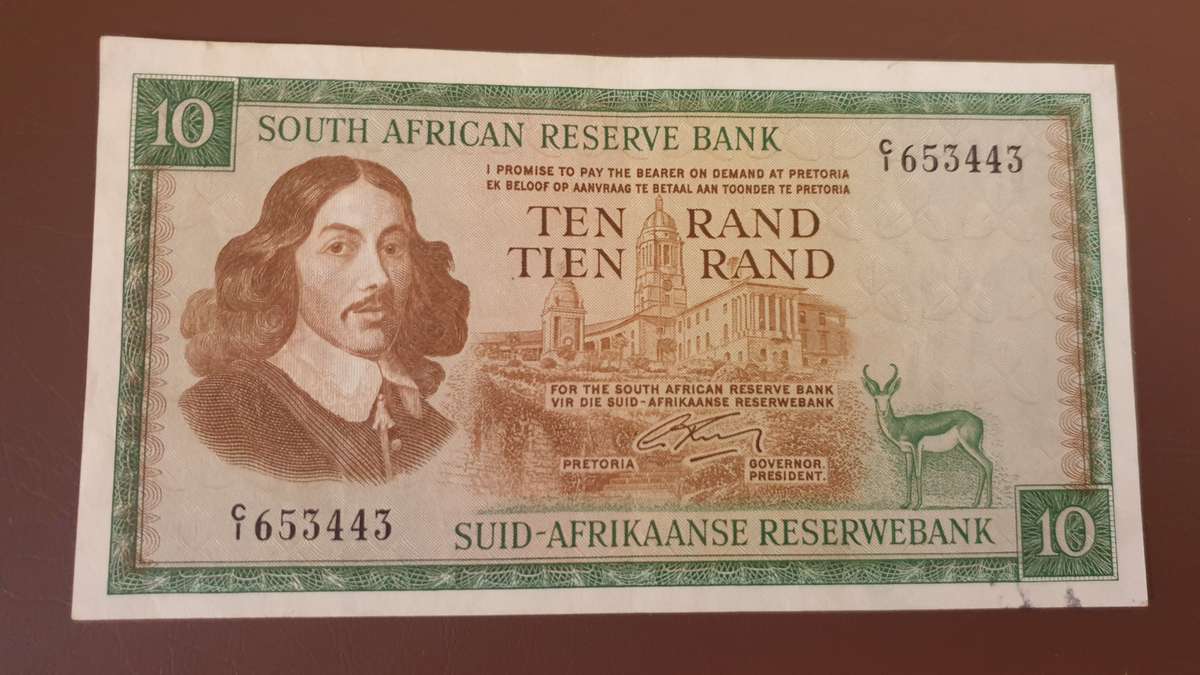 10
SOUTH AFRICAN RESERVE BANK
C/1 653443
I PROMISE TO PAY THE BEARER ON DEMAND AT PRETORIA
EK BELOOF OP AANVRAAG TE BETAAL AAN TOONDER TE PRETORIA
TEN RAND
TIEN RAND
FOR THE SOUTH AFRICAN RESERVE BANK
VIR DIE SUID-AFRIKAANSE RESERWEBANK
PRETORIA
GOVERNOR.
PRESIDENT.
C/1 653443
SUID-AFRIKAANSE RESERWEBANK
10